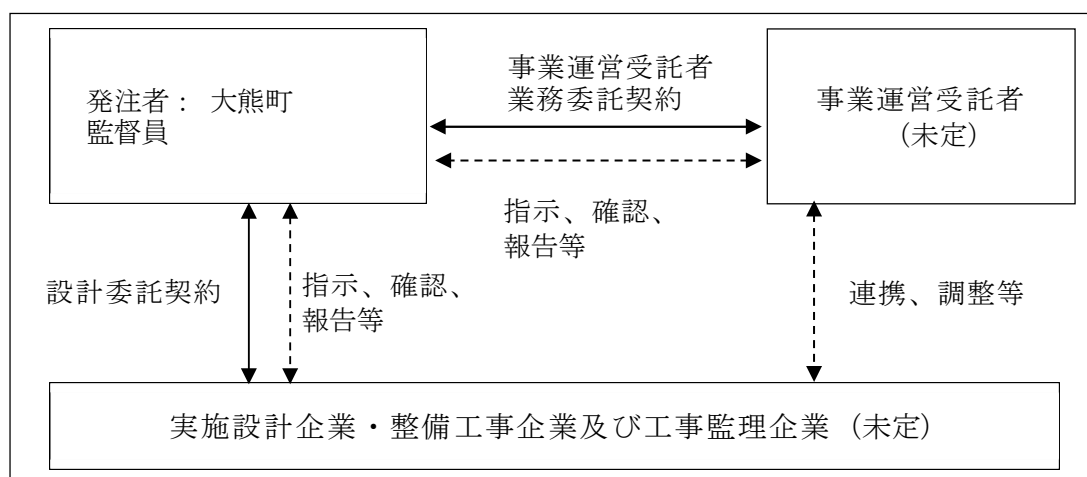 発注者： 大熊町
監督員
事業運営受託者
業務委託契約
事業運営受託者
（未定）
指示、確認、
報告等
設計委託契約
指示、確認、
報告等
連携、調整等
実施設計企業・整備工事企業及び工事監理企業（未定）